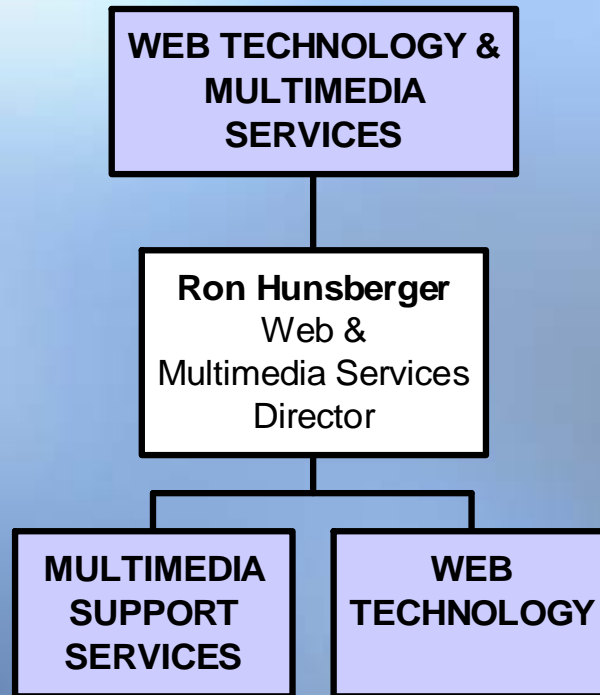 WEB TECHNOLOGY &
MULTIMEDIA
SERVICES
Ron Hunsberger
Web &
Multimedia Services
Director
MULTIMEDIA
SUPPORT
SERVICES
WEB
TECHNOLOGY